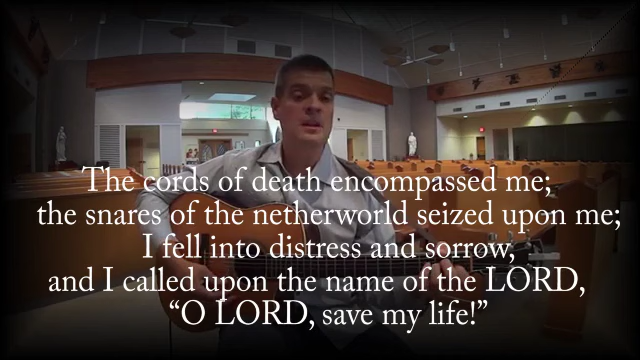 The cords of death encompassed me;
the snares of the netherworld seized upon me;
I fell into distress and sorrow,
and I called upon the name of the LORD,
“O LORD, save my life!”